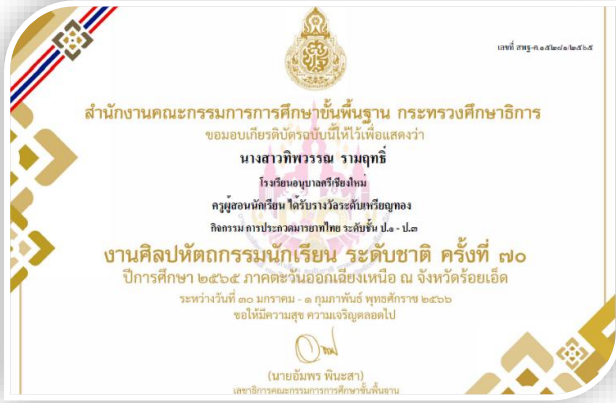 เลขที่ สพฐ-ค.๑๕๒๗๑/๒๕๖๕
สำนักงานคณะกรรมการการศึกษาขั้นพื้นฐาน กระทรวงศึกษาธิการ
ขอมอบเกียรติบัตรฉบับนี้ให้ไว้เพื่อแสดงว่า
นางสาวทิพวรรณ รามฤทธิ์
โรงเรียนอนุบาลศรีเชียงใหม่
ครูผู้สอนนักเรียน ได้รับรางวัลระดับเหรียญทอง
กิจกรรม การประกวดมารยาทไทย ระดับชั้น ป.๑ - ป.๓
งานศิลปหัตถกรรมนักเรียน ระดับชาติ ครั้งที่ ๗๐
ปีการศึกษา ๒๕๖๕ ภาคตะวันออกเฉียงเหนือ ณ จังหวัดร้อยเอ็ด
ระหว่างวันที่ ๓๐ มกราคม - ๑ กุมภาพันธ์ พุทธศักราช ๒๕๖๖
ขอให้มีความสุข ความเจริญตลอดไป
(นายอัมพร พินะสา)
เลขาธิการคณะกรรมการการศึกษาขั้นพื้นฐาน